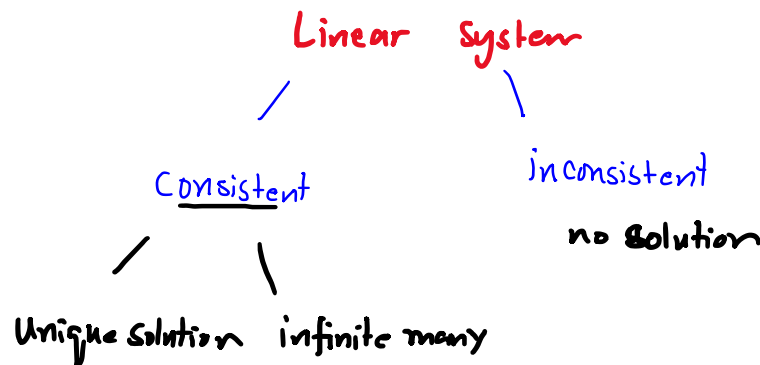 Linear System
Consistent
inconsistent
no solution
Unique solution
infinite many